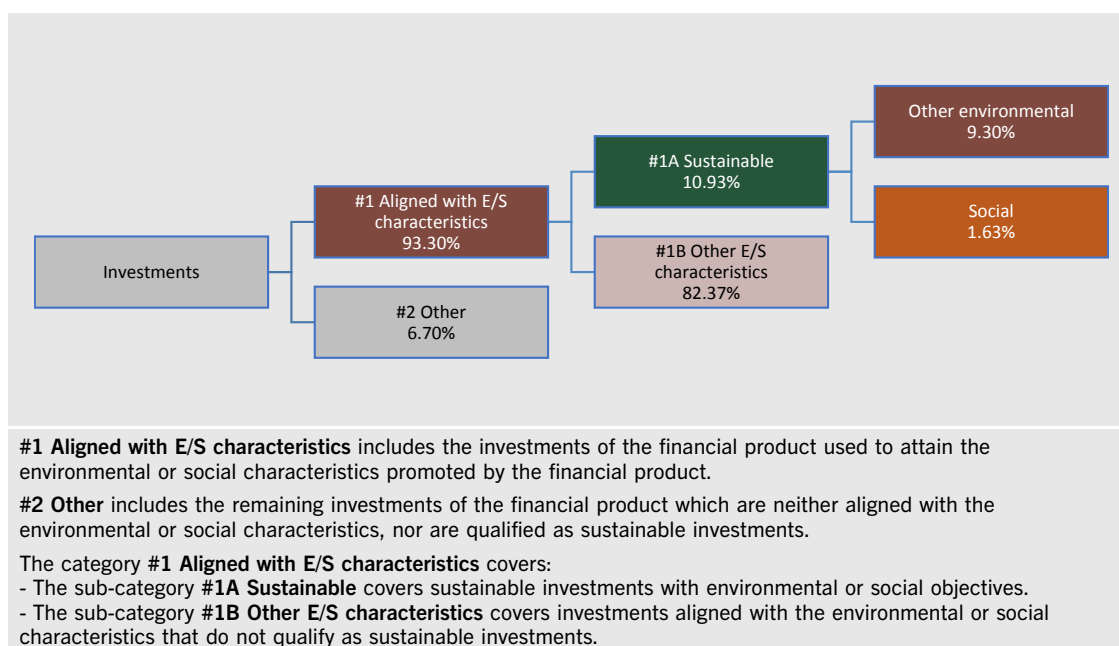 Investments
#1 Aligned with E/S
characteristics
93.30%
#2 Other
6.70%
#1A Sustainable
10.93%
#1B Other E/S
characteristics
82.37%
Other environmental
9.30%
Social
1.63%
#1 Aligned with E/S characteristics includes the investments of the financial product used to attain the
environmental or social characteristics promoted by the financial product.
#2 Other includes the remaining investments of the financial product which are neither aligned with the
environmental or social characteristics, nor are qualified as sustainable investments.
The category #1 Aligned with E/S characteristics covers:
- The sub-category #1A Sustainable covers sustainable investments with environmental or social objectives.
- The sub-category #1B Other E/S characteristics covers investments aligned with the environmental or social
characteristics that do not qualify as sustainable investments.